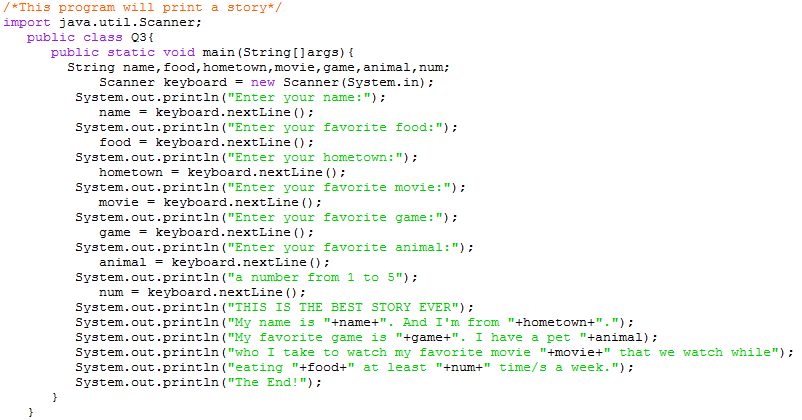 /*This program will print a story*/
import java.util.Scanner;
public class Q3{
public static void main(String[]args){
String name,food,hometown,movie,game,animal,num;
Scanner keyboard = new Scanner(System.in);
System.out.println("Enter your name:");
name = keyboard.nextLine();
System.out.println("Enter your favorite food:");
food = keyboard.nextLine();
System.out.println("Enter your hometown:");
hometown = keyboard.nextLine();
System.out.println("Enter your favorite movie:");
movie = keyboard.nextLine();
System.out.println("Enter your favorite game:");
game = keyboard.nextLine();
System.out.println("Enter your favorite animal:");
animal = keyboard.nextLine();
System.out.println("a number from 1 to 5");
num = keyboard.nextLine();
System.out.println("THIS IS THE BEST STORY EVER");
System.out.println("My name is "+name+". And I'm from "+hometown+".");
System.out.println("My favorite game is "+game+". I have a pet "+animal);
System.out.println("who I take to watch my favorite movie "+movie+" that we watch while");
System.out.println("eating "+food+" at least "+num+" time/s a week.");
System.out.println("The End!");
}
}